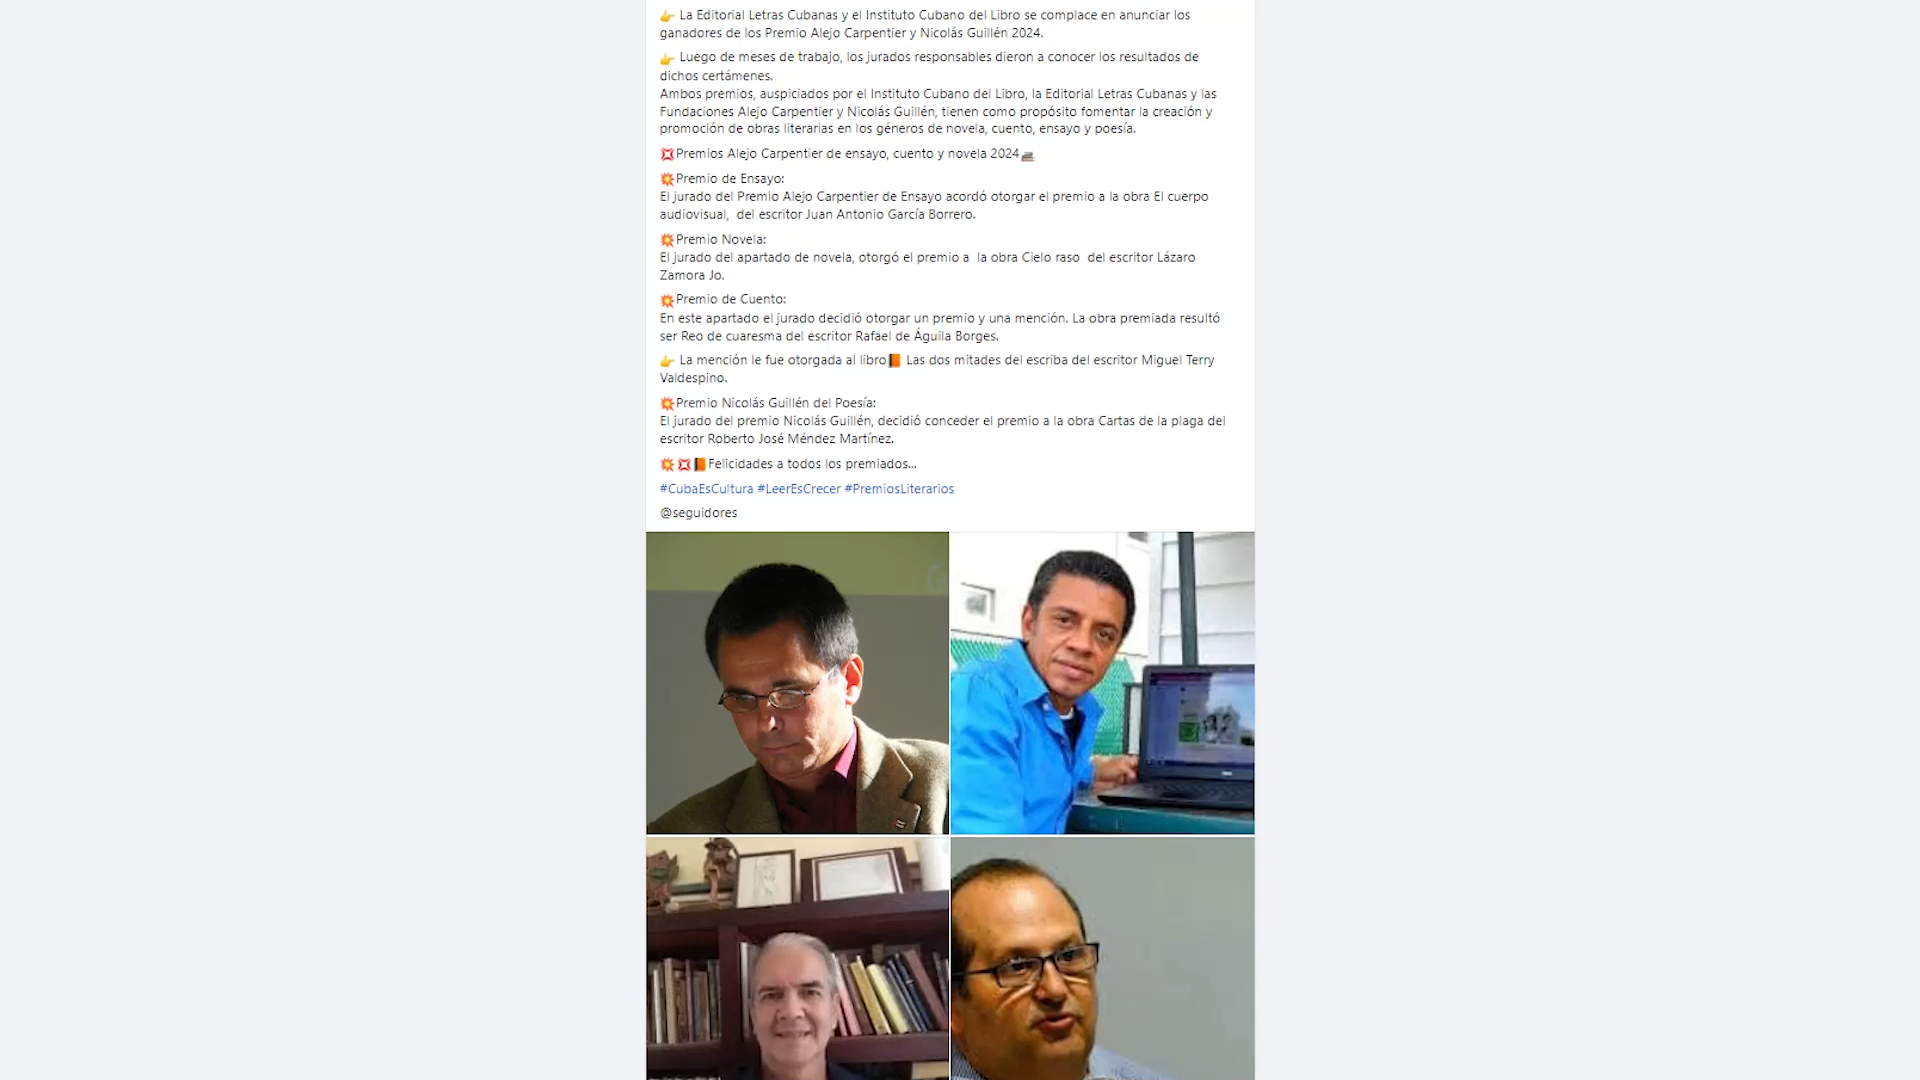 👉 La Editorial Letras Cubanas y el Instituto Cubano del Libro se complace en anunciar los
ganadores de los Premio Alejo Carpentier y Nicolás Guillén 2024.
👉 Luego de meses de trabajo, los jurados responsables dieron a conocer los resultados de
dichos certámenes.
Ambos premios, auspiciados por el Instituto Cubano del Libro, la Editorial Letras Cubanas y las
Fundaciones Alejo Carpentier y Nicolás Guillén, tienen como propósito fomentar la creación y
promoción de obras literarias en los géneros de novela, cuento, ensayo y poesía.
💢Premios Alejo Carpentier de ensayo, cuento y novela 2024📚
💥Premio de Ensayo:
El jurado del Premio Alejo Carpentier de Ensayo acordó otorgar el premio a la obra El cuerpo
audiovisual, del escritor Juan Antonio García Borrero.
💥Premio Novela:
El jurado del apartado de novela, otorgó el premio a la obra Cielo raso del escritor Lázaro
Zamora Jo.
💥Premio de Cuento:
En este apartado el jurado decidió otorgar un premio y una mención. La obra premiada resultó
ser Reo de cuaresma del escritor Rafael de Águila Borges.
👉 La mención le fue otorgada al libro📙 Las dos mitades del escriba del escritor Miguel Terry
Valdespino.
💥Premio Nicolás Guillén del Poesía:
El jurado del premio Nicolás Guillén, decidió conceder el premio a la obra Cartas de la plaga del
escritor Roberto José Méndez Martínez.
💥💢📙Felicidades a todos los premiados...
#CubaEsCultura #LeerEsCrecer #PremiosLiterarios
@seguidores